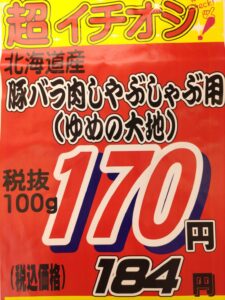 超イチオシ!
北海道産
豚バラ肉しゃぶしゃぶ用
(ゆめの大地)
税抜
100g
170円
(税込価格)
184円